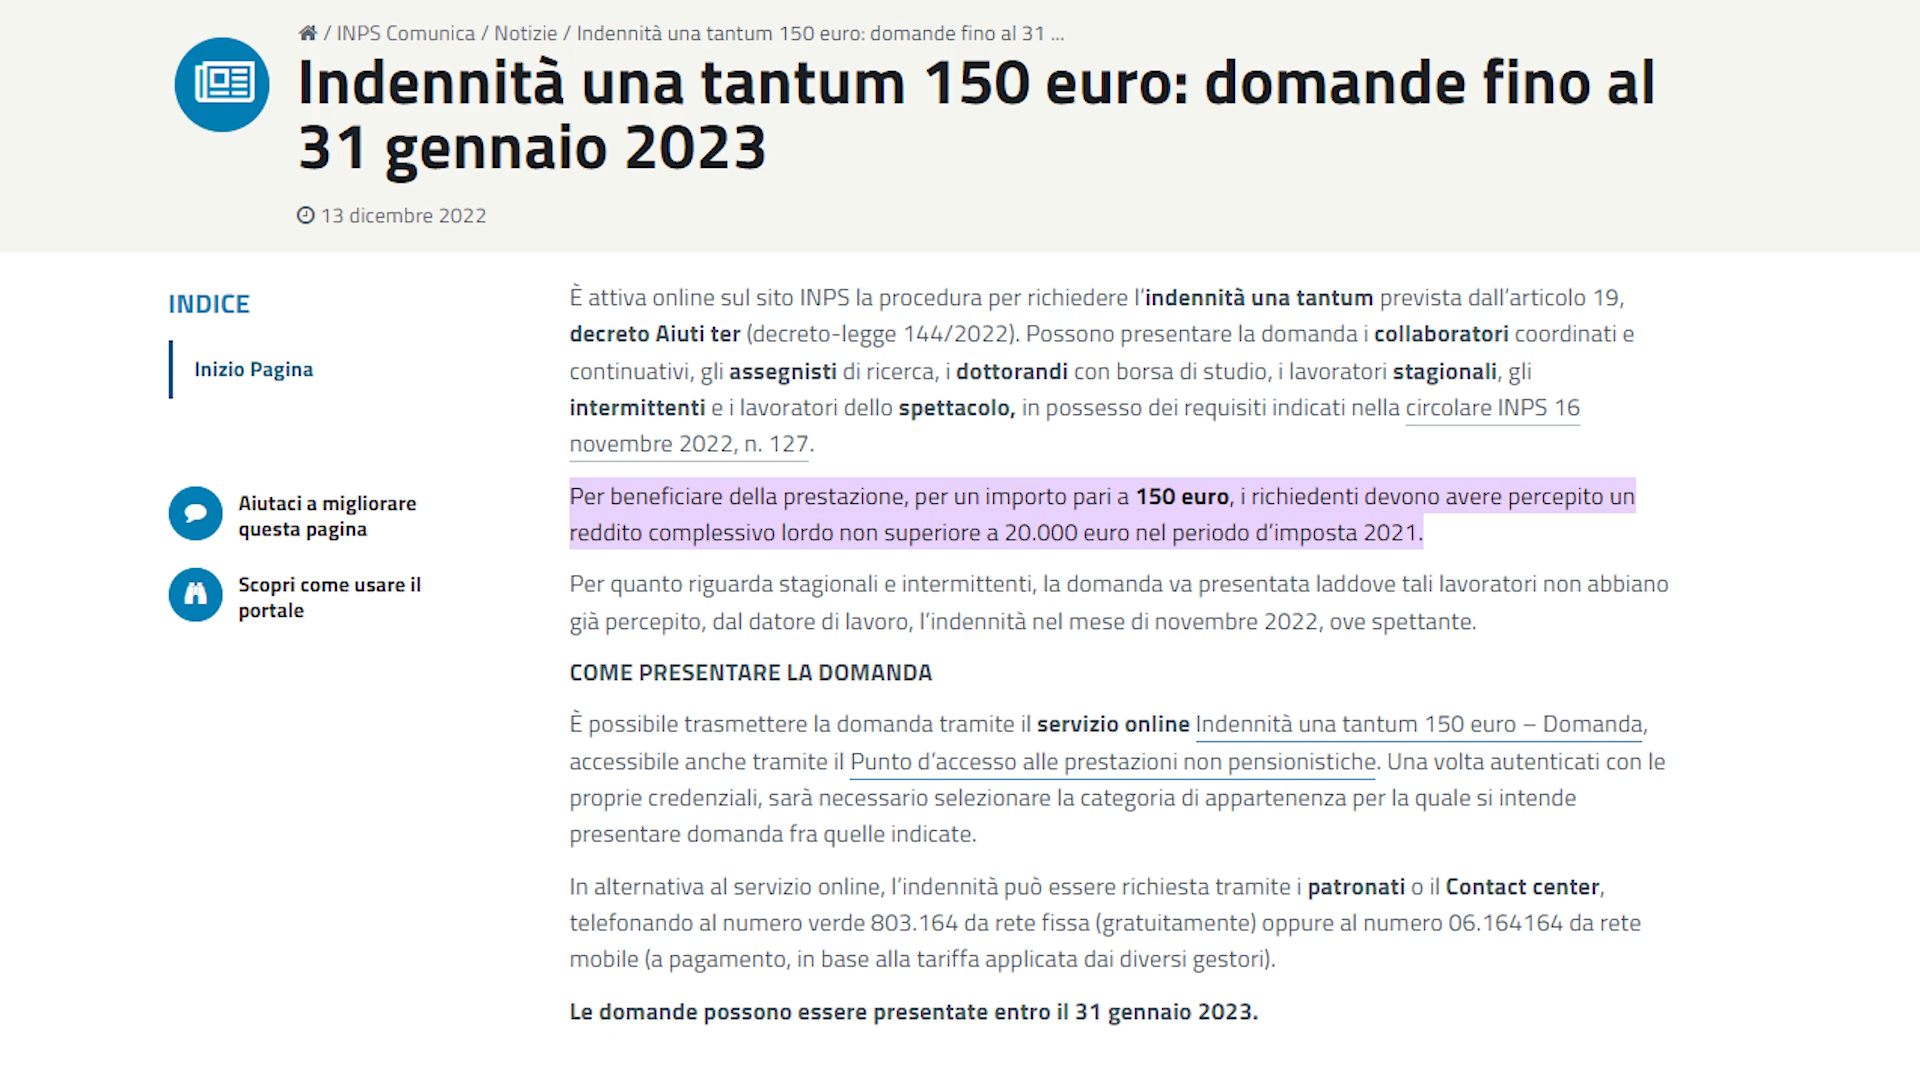 / INPS Comunica / Notizie / Indennità una tantum 150 euro: domande fino al 31 ...
Indennità una tantum 150 euro: domande fino al
31 gennaio 2023
13 dicembre 2022
INDICE
Inizio Pagina
Aiutaci a migliorare
questa pagina
Scopri come usare il
portale
È attiva online sul sito INPS la procedura per richiedere l’indennità una tantum prevista dall’articolo 19,
decreto Aiuti ter (decreto-legge 144/2022). Possono presentare la domanda i collaboratori coordinati e
continuativi, gli assegnisti di ricerca, i dottorandi con borsa di studio, i lavoratori stagionali, gli
intermittenti e i lavoratori dello spettacolo, in possesso dei requisiti indicati nella circolare INPS 16
novembre 2022, n. 127.
Per beneficiare della prestazione, per un importo pari a 150 euro, i richiedenti devono avere percepito un
reddito complessivo lordo non superiore a 20.000 euro nel periodo d’imposta 2021.
Per quanto riguarda stagionali e intermittenti, la domanda va presentata laddove tali lavoratori non abbiano
già percepito, dal datore di lavoro, l’indennità nel mese di novembre 2022, ove spettante.
COME PRESENTARE LA DOMANDA
È possibile trasmettere la domanda tramite il servizio online Indennità una tantum 150 euro – Domanda,
accessibile anche tramite il Punto d’accesso alle prestazioni non pensionistiche. Una volta autenticati con le
proprie credenziali, sarà necessario selezionare la categoria di appartenenza per la quale si intende
presentare domanda fra quelle indicate.
In alternativa al servizio online, l’indennità può essere richiesta tramite i patronati o il Contact center,
telefonando al numero verde 803.164 da rete fissa (gratuitamente) oppure al numero 06.164164 da rete
mobile (a pagamento, in base alla tariffa applicata dai diversi gestori).
Le domande possono essere presentate entro il 31 gennaio 2023.